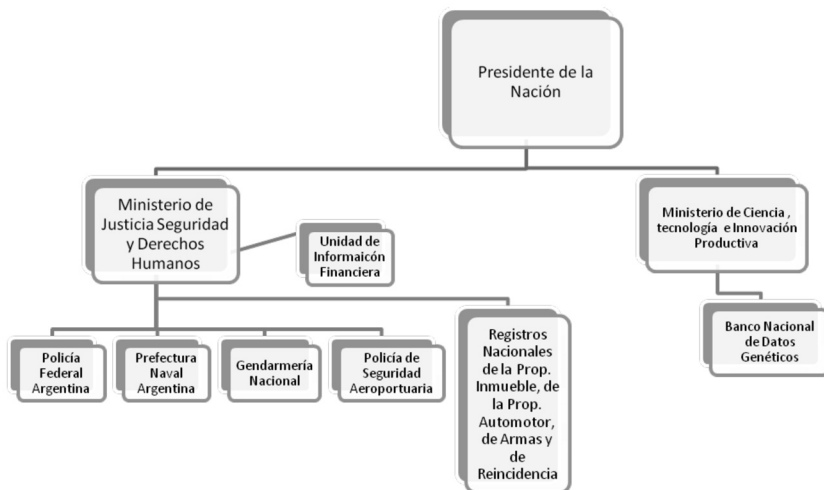 Presidente de la
Nación
Ministerio de
Justicia Seguridad
y Derechos
Humanos
Unidad de
Informaicón
Financiera
Ministerio de Ciencia ,
tecnología e Innovación
Productiva
Banco Nacional
de Datos
Genéticos
Policía
Federal
Argentina
Prefectura
Naval
Argentina
Gendarmería
Nacional
Policía de
Seguridad
Aeroportuaria
Registros
Nacionales
de la Prop.
Inmueble, de
la Prop.
Automotor,
de Armas y
de
Reincidencia